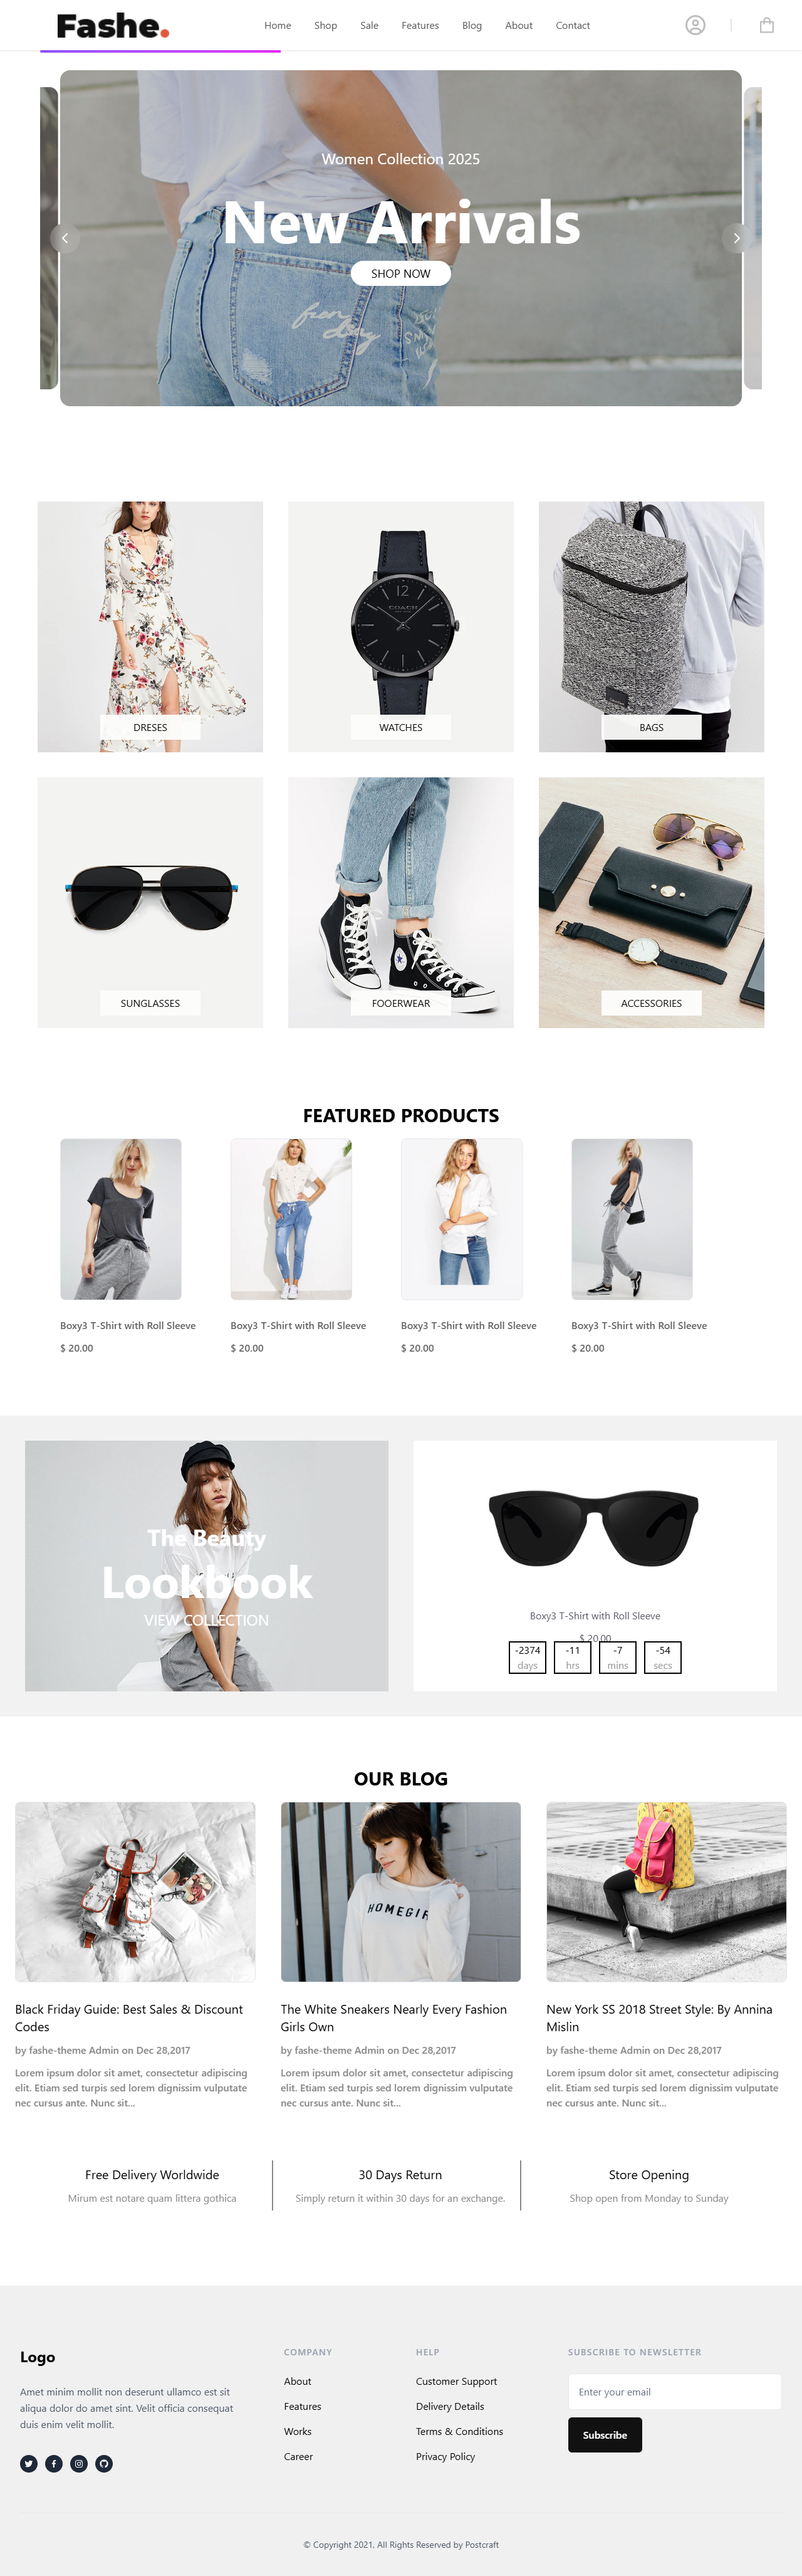 Fashe.
Home Shop Sale Features Blog About Contact
Women Collection 2025
New Arrivals
SHOP NOW
DRESES
12
COACH
WATCHES
BAGS
SUNGLASSES
FOOERWEAR
ACCESSORIES
FEATURED PRODUCTS
Boxy3 T-Shirt with Roll Sleeve
$ 20.00
Boxy3 T-Shirt with Roll Sleeve
$ 20.00
Boxy3 T-Shirt with Roll Sleeve
$ 20.00
Boxy3 T-Shirt with Roll Sleeve
$ 20.00
The Beauty
Lookbook
VIEW COLLECTION
Boxy3 T-Shirt with Roll Sleeve
$ 20.00
-2374 -11 -7 -54
days hrs mins secs
OUR BLOG
HOMEGIR
Black Friday Guide: Best Sales & Discount
Codes
by fashe-theme Admin on Dec 28,2017
Lorem ipsum dolor sit amet, consectetur adipiscing
elit. Etiam sed turpis sed lorem dignissim vulputate
nec cursus ante. Nunc sit...
The White Sneakers Nearly Every Fashion
Girls Own
by fashe-theme Admin on Dec 28,2017
Lorem ipsum dolor sit amet, consectetur adipiscing
elit. Etiam sed turpis sed lorem dignissim vulputate
nec cursus ante. Nunc sit...
New York SS 2018 Street Style: By Annina
Mislin
by fashe-theme Admin on Dec 28,2017
Lorem ipsum dolor sit amet, consectetur adipiscing
elit. Etiam sed turpis sed lorem dignissim vulputate
nec cursus ante. Nunc sit...
Free Delivery Worldwide
Mirum est notare quam littera gothica
30 Days Return
Simply return it within 30 days for an exchange.
Store Opening
Shop open from Monday to Sunday
Logo
Amet minim mollit non deserunt ullamco est sit
aliqua dolor do amet sint. Velit officia consequat
duis enim velit mollit.
COMPANY
About
Features
Works
Career
HELP
Customer Support
Delivery Details
Terms & Conditions
Privacy Policy
SUBSCRIBE TO NEWSLETTER
Enter your email
Subscribe
© Copyright 2021, All Rights Reserved by Postcraft